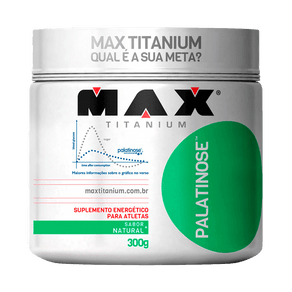 MAX TITANIUM
QUAL É A SUA META?
MAX
TITANIUM
palatinose
Maiores informações sobre o gráfico no verso
maxtitanium.com.br
SUPLEMENTO ENERGÉTICO
PARA ATLETAS
SABOR
NATURAL
300g
PALATINOSE™